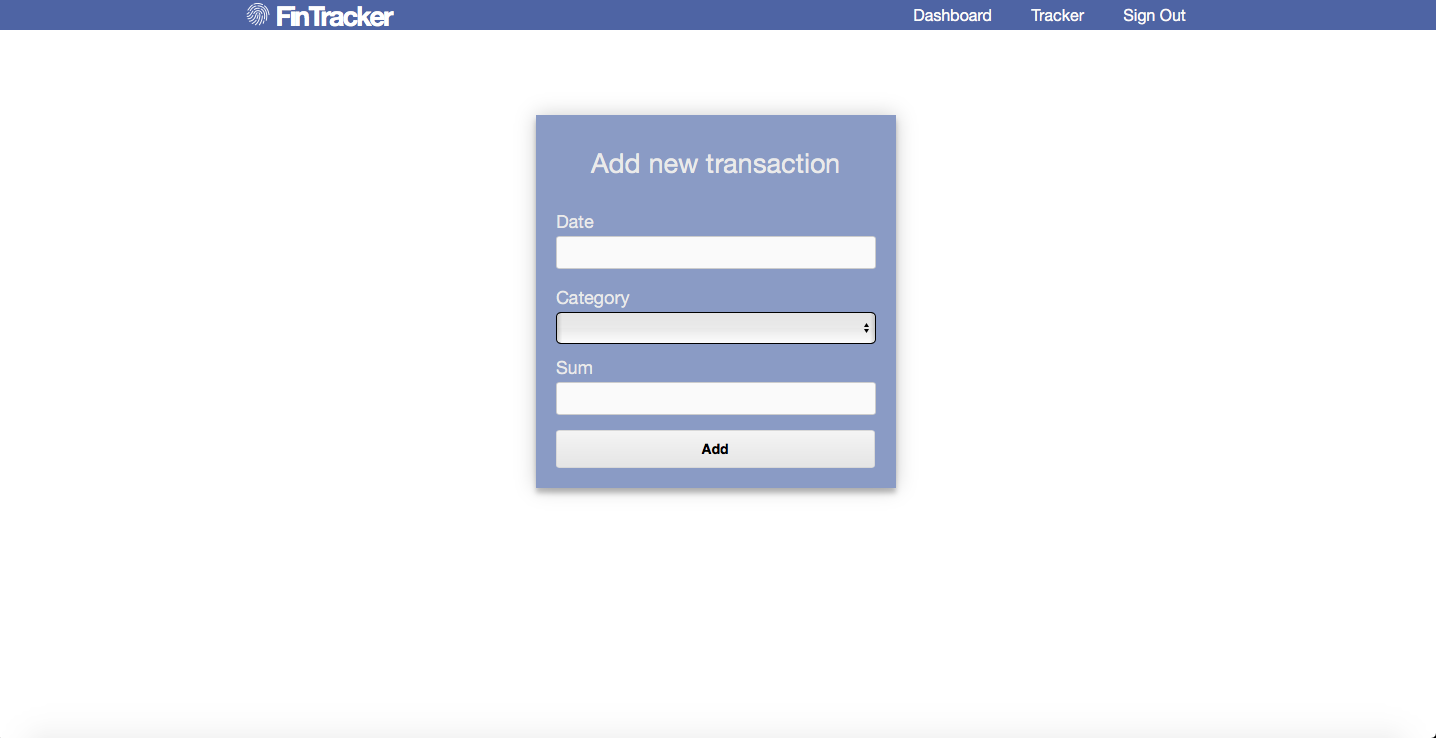 FinTracker
Dashboard Tracker Sign Out
Add new transaction
Date
Category
Sum
Add